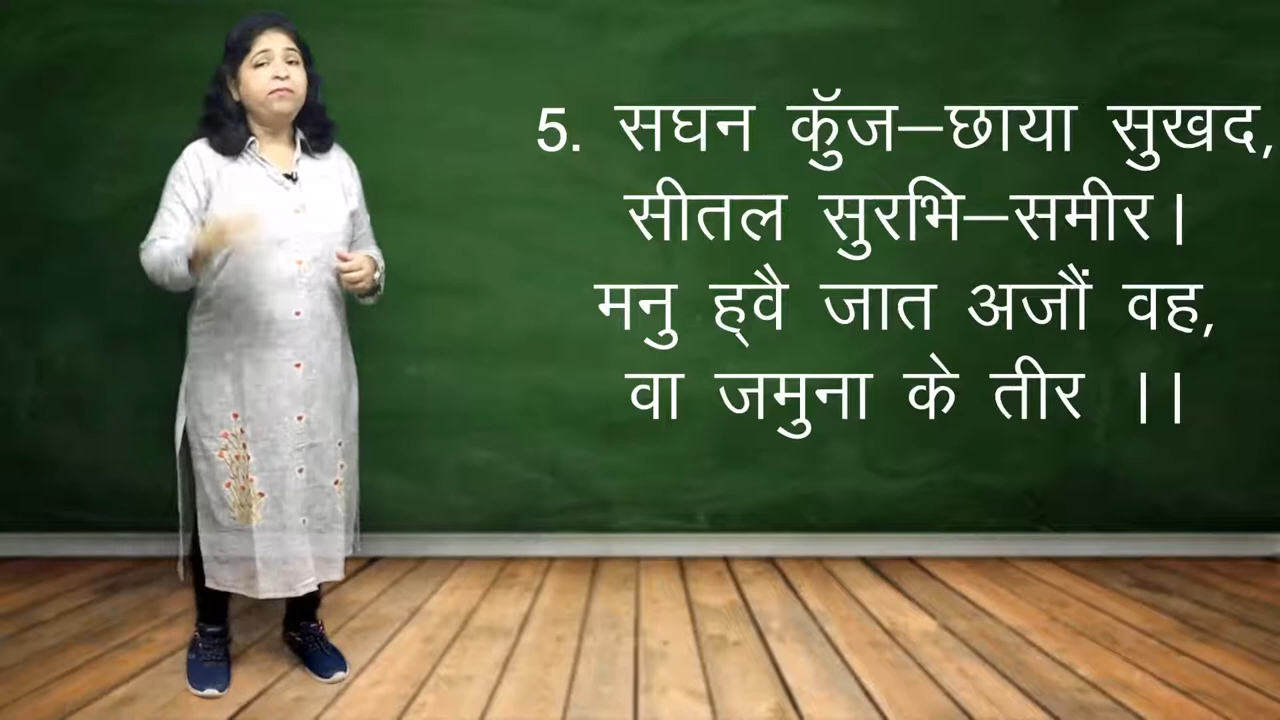 5. सघन कुॅंज–छाया सुखद,
सीतल सुरभि–समीर।
मनु ह्‌वै जात अजौं वह,
वा जमुना के तीर ।।